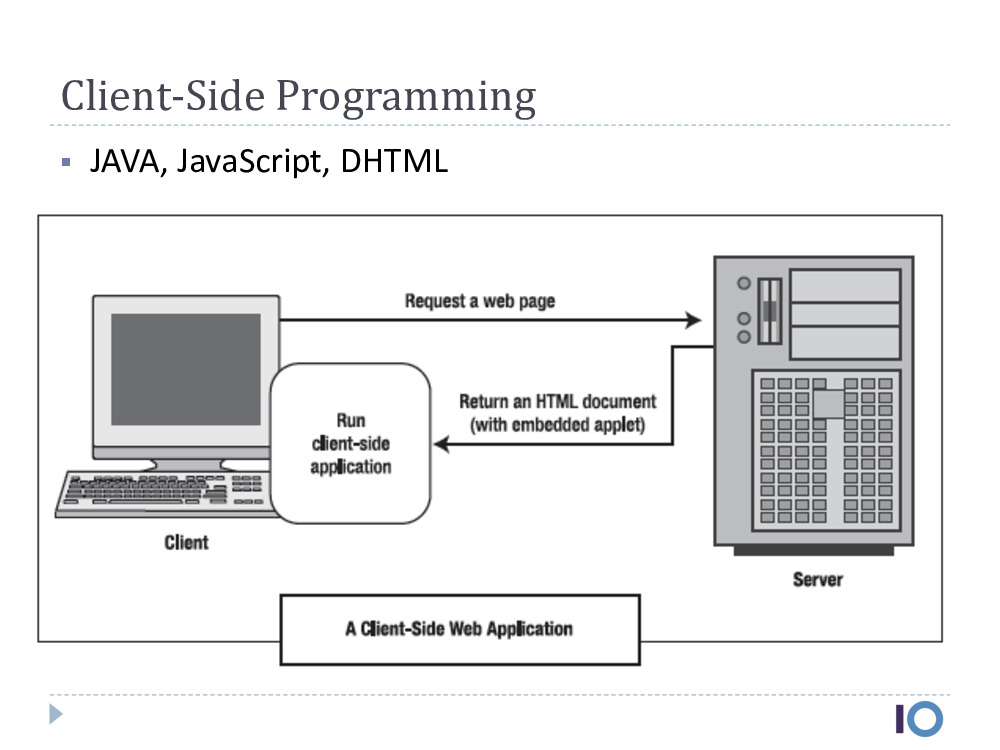 Client-Side Programming
JAVA, JavaScript, DHTML
Request a web page
Return an HTML document
(with embedded applet)
Run
client-side
application
Client
Server
A Client-Side Web Application
IO